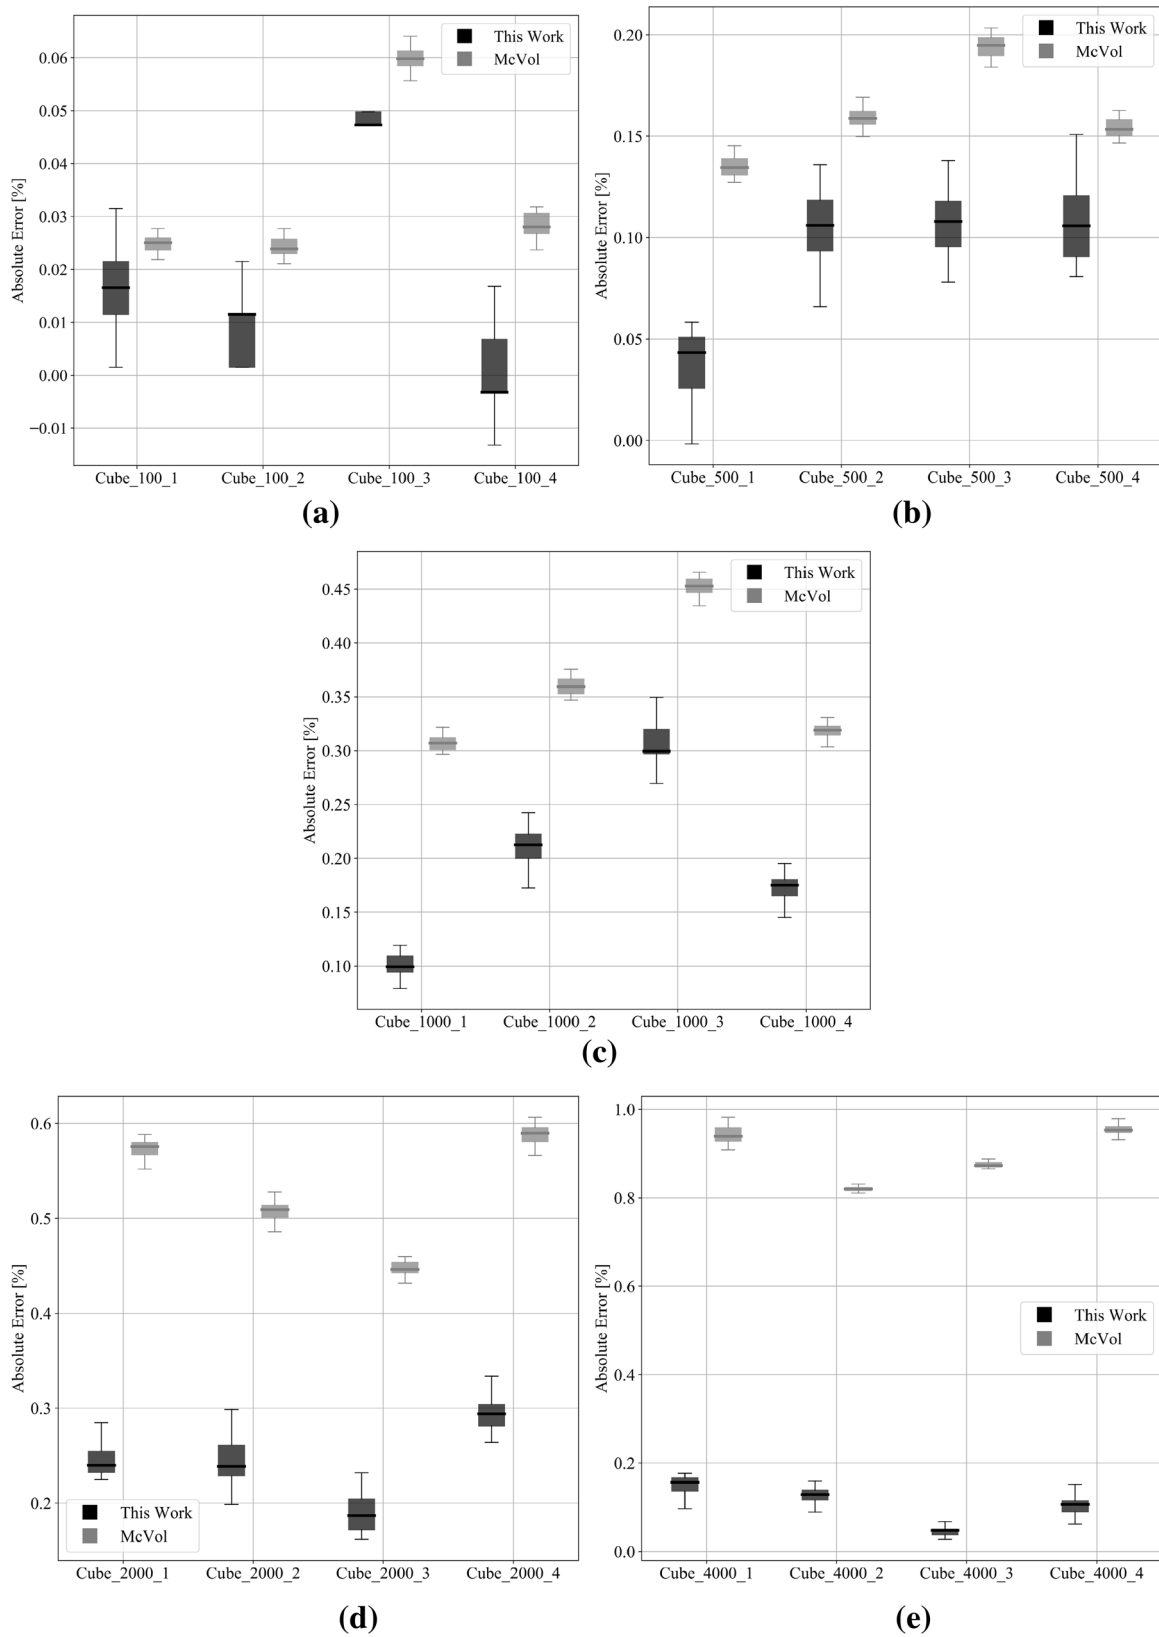 This Work
McVol
0.06
0.05
0.04
0.03
0.02
0.01
0.00
−0.01
Absolute Error [%]
Cube_100_1 Cube_100_2 Cube_100_3 Cube_100_4
(a)
This Work
McVol
0.20
0.15
0.10
0.05
0.00
Absolute Error [%]
Cube_500_1 Cube_500_2 Cube_500_3 Cube_500_4
(b)
This Work
McVol
0.45
0.40
0.35
0.30
0.25
0.20
0.15
0.10
Absolute Error [%]
Cube_1000_1 Cube_1000_2 Cube_1000_3 Cube_1000_4
(c)
0.6
0.5
0.4
0.3
0.2
Absolute Error [%]
This Work
McVol
Cube_2000_1 Cube_2000_2 Cube_2000_3 Cube_2000_4
(d)
1.0
0.8
0.6
0.4
0.2
0.0
Absolute Error [%]
This Work
McVol
Cube_4000_1 Cube_4000_2 Cube_4000_3 Cube_4000_4
(e)